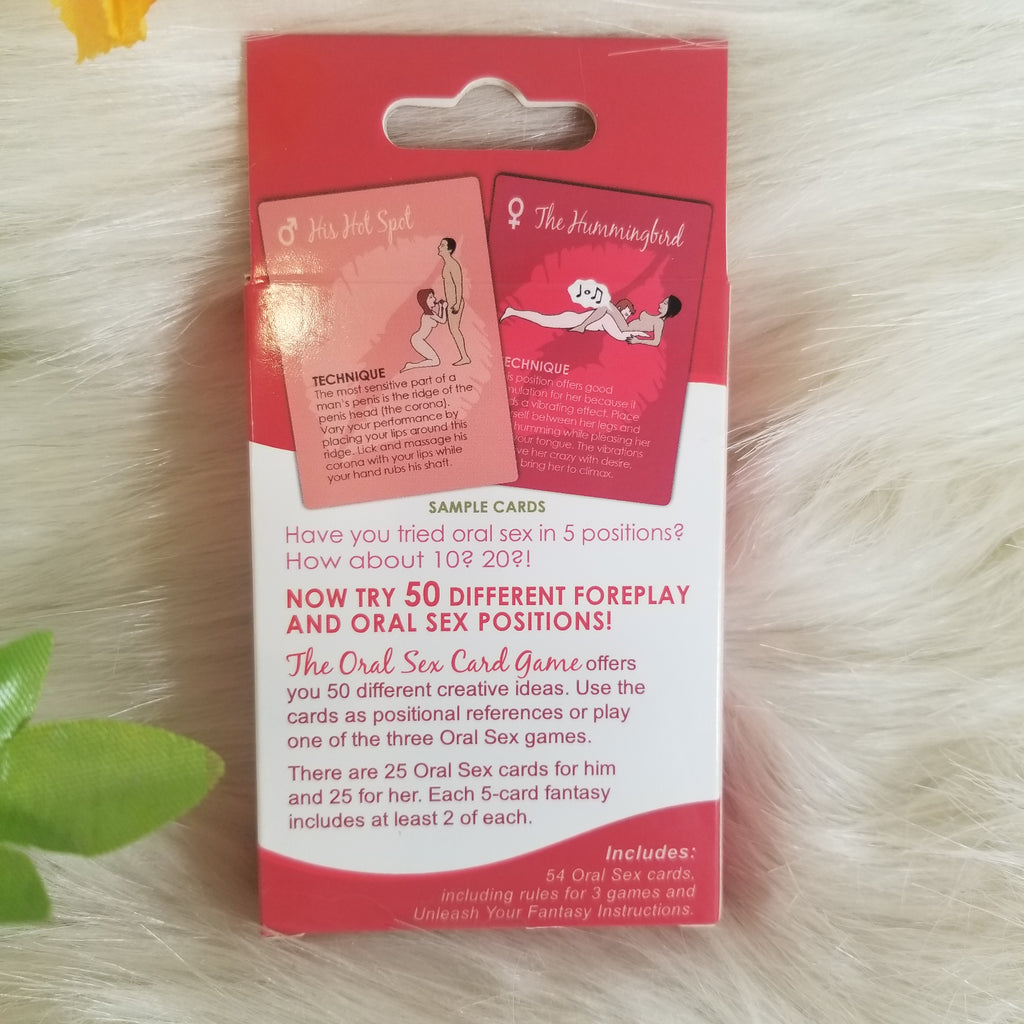 His Hot Spot
TECHNIQUE
The most sensitive part of a
man's penis is the ridge of the
penis head (the corona).
Vary your performance by
placing your lips around this
ridge. Lick and massage his
corona with your lips while
your hand rubs his shaft.
The Hummingbird
ECHNIQUE
is position offers good
mulation for her because it
ds a vibrating effect. Place
rself between her legs and
humming while pleasing her
your tongue. The vibrations
ve her crazy with desire.
bring her to climax.
SAMPLE CARDS
Have you tried oral sex in 5 positions?
How about 10? 20?!
NOW TRY 50 DIFFERENT FOREPLAY
AND ORAL SEX POSITIONS!
The Oral Sex Card Game offers
you 50 different creative ideas. Use the
cards as positional references or play
one of the three Oral Sex games.
There are 25 Oral Sex cards for him
and 25 for her. Each 5-card fantasy
includes at least 2 of each.
Includes:
54 Oral Sex cards,
including rules for 3 games and
Unleash Your Fantasy Instructions.